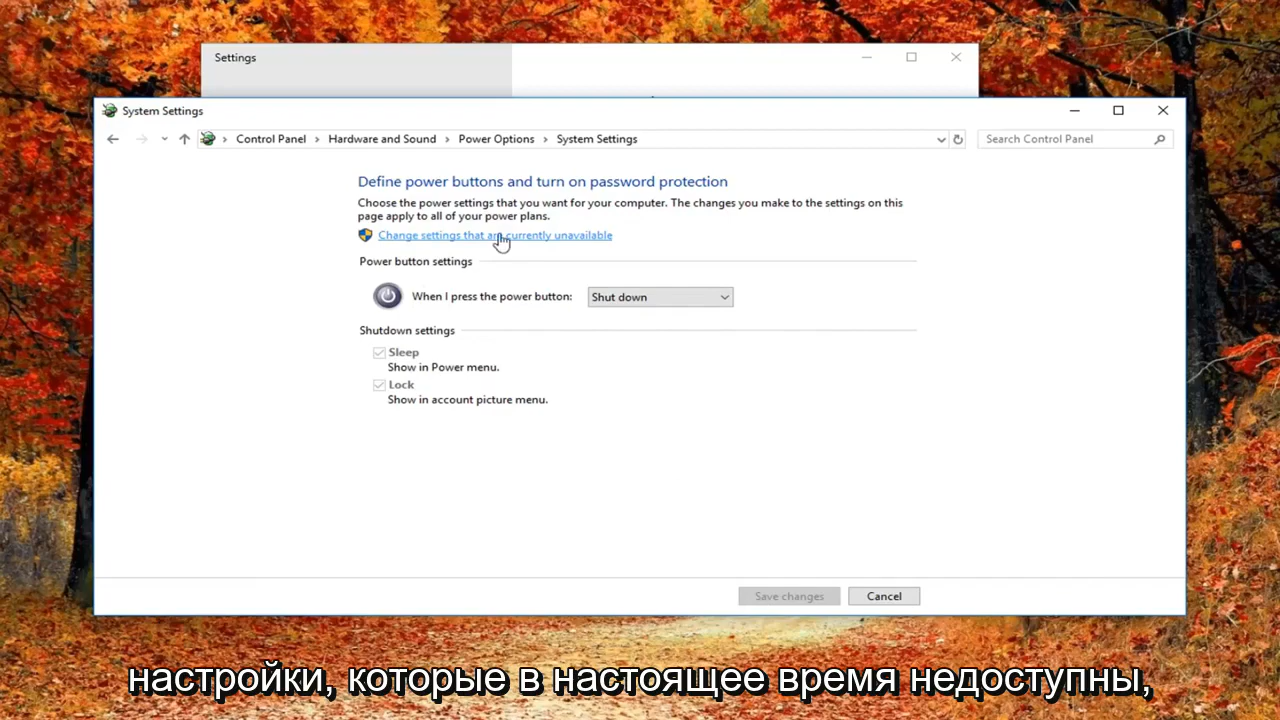 Settings
System Settings
Control Panel > Hardware and Sound > Power Options > System Settings
Search Control Panel
Define power buttons and turn on password protection
Choose the power settings that you want for your computer. The changes you make to the settings on this
page apply to all of your power plans.
Change settings that are currently unavailable
Power button settings
When I press the power button: Shut down
Shutdown settings
Sleep
Show in Power menu.
Lock
Show in account picture menu.
Save changes Cancel
настройки, которые в настоящее время недоступны,